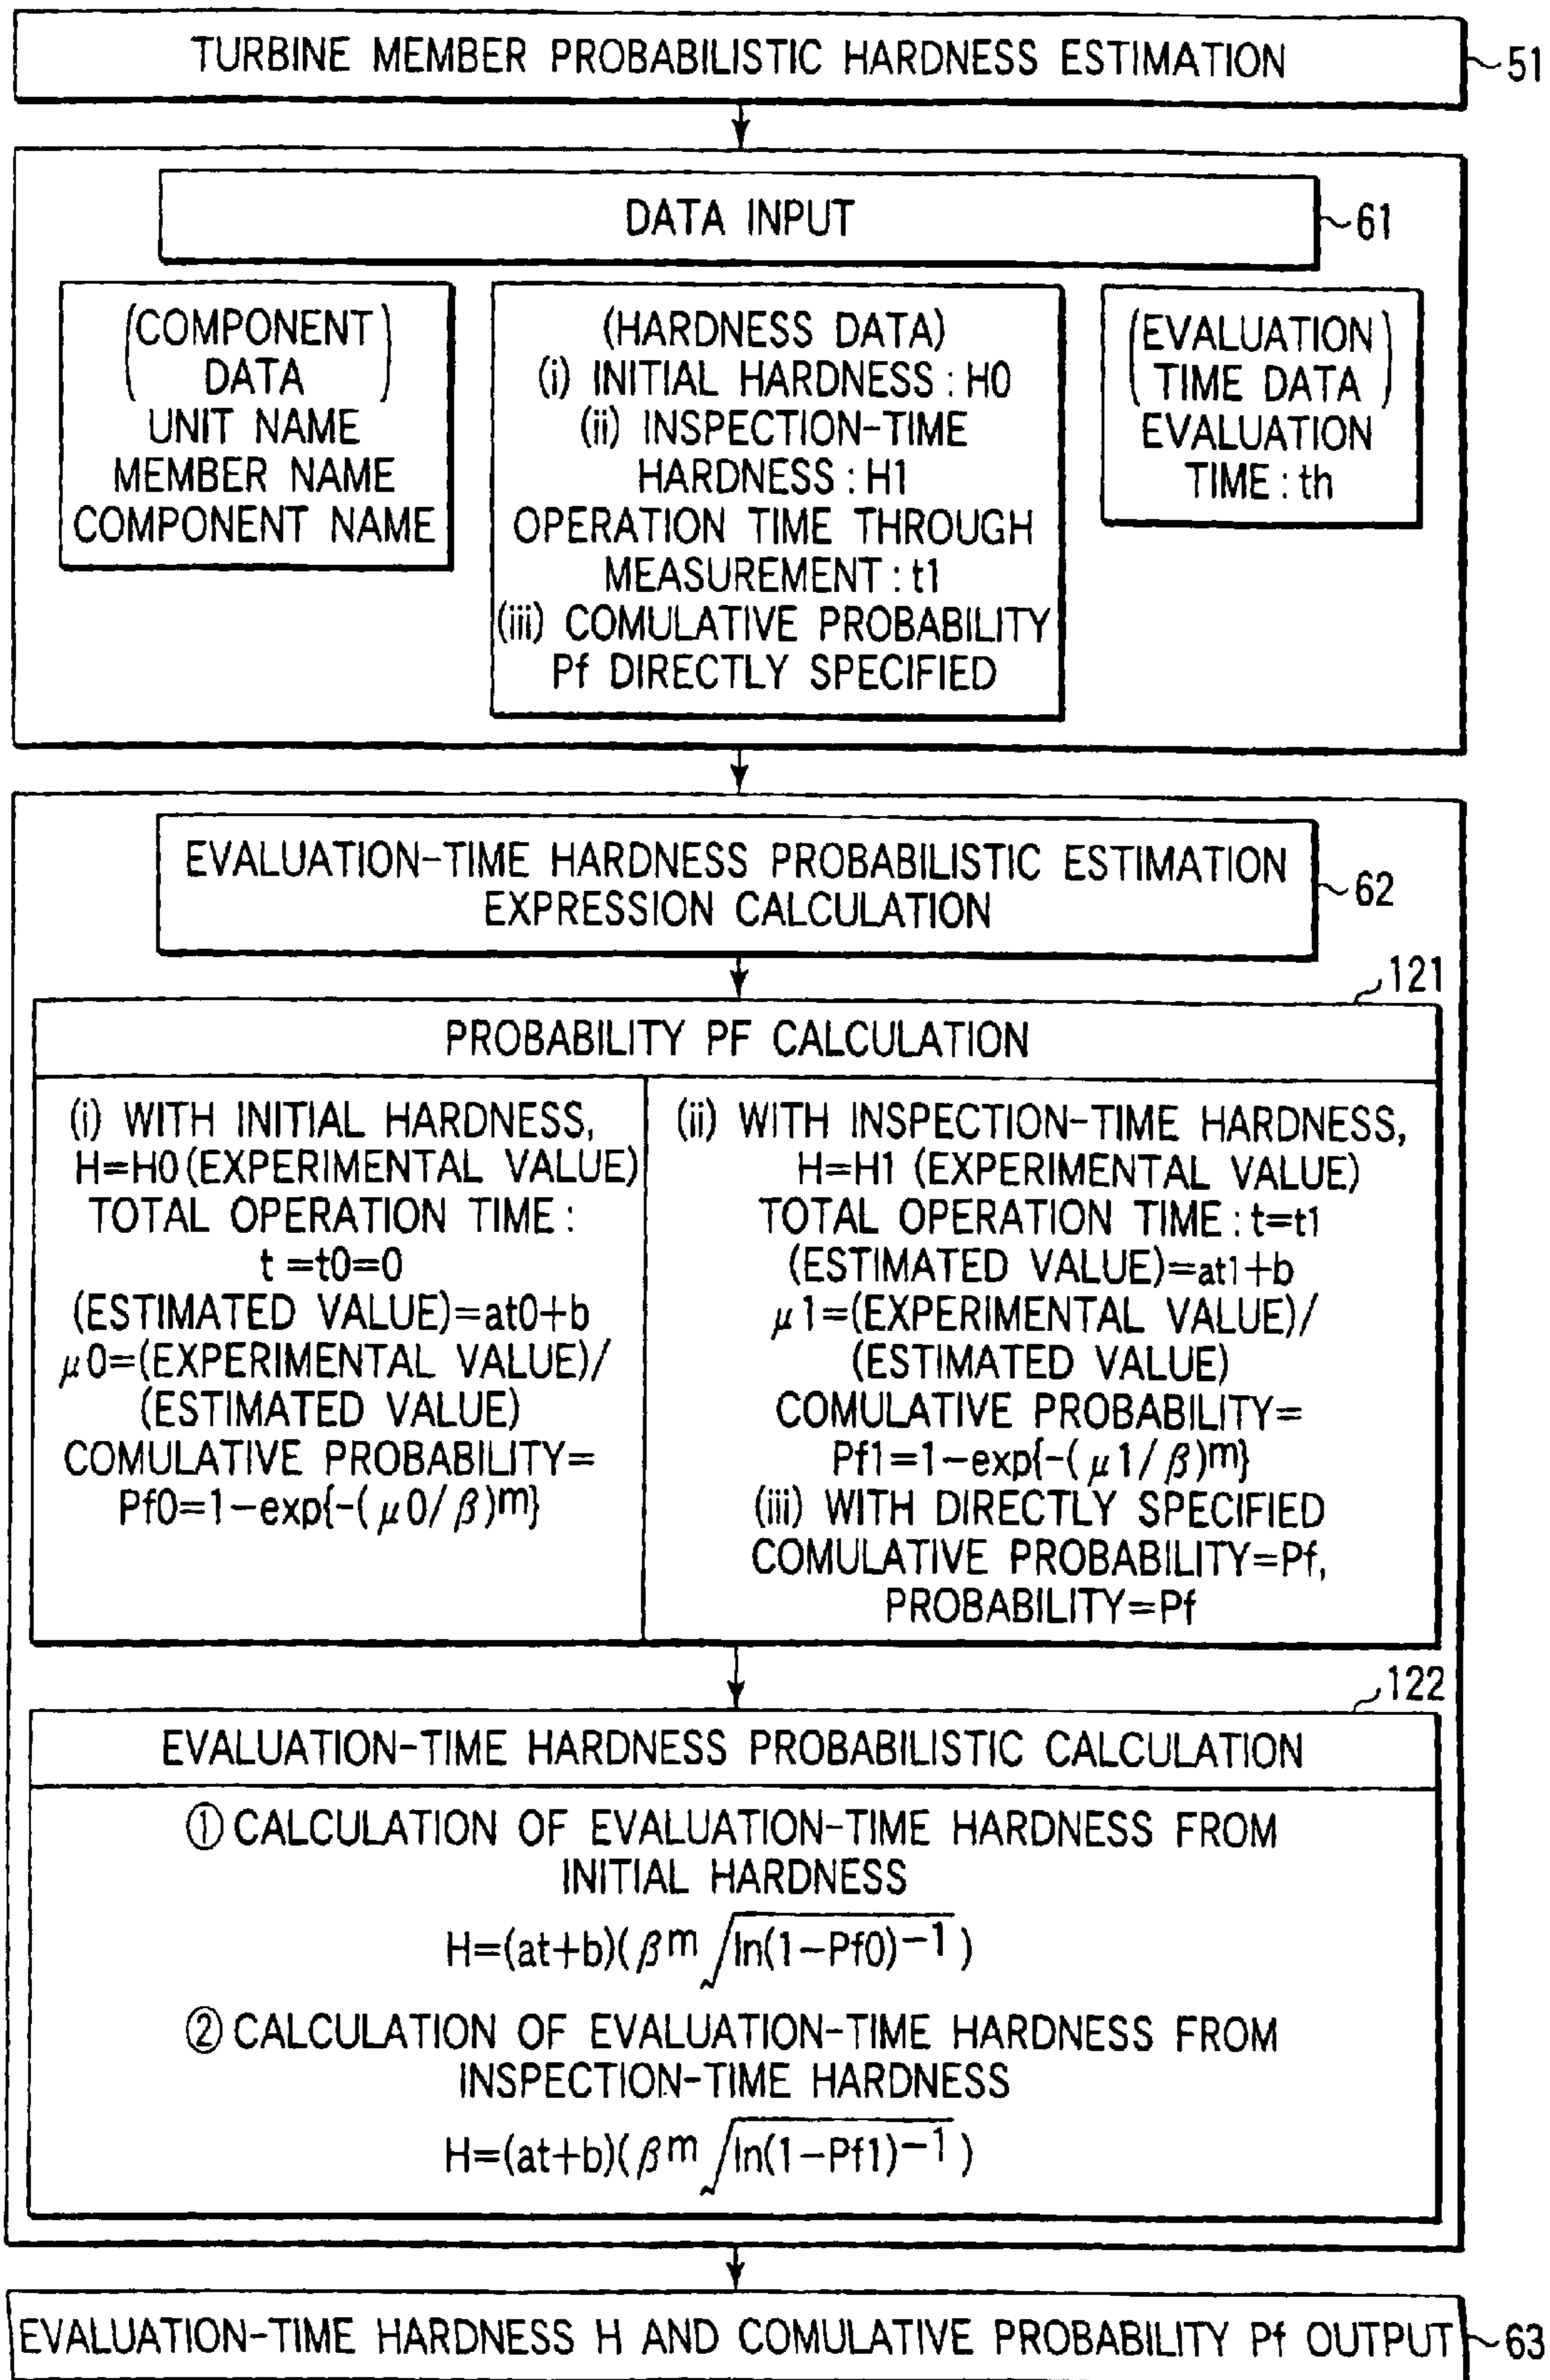 TURBINE MEMBER PROBABILISTIC HARDNESS ESTIMATION
51
DATA INPUT
61
(COMPONENT
DATA)
UNIT NAME
MEMBER NAME
COMPONENT NAME
(HARDNESS DATA)
(i) INITIAL HARDNESS : H0
(ii) INSPECTION-TIME
HARDNESS : H1
OPERATION TIME THROUGH
MEASUREMENT : t1
(iii) COMULATIVE PROBABILITY
Pf DIRECTLY SPECIFIED
(EVALUATION
TIME DATA)
EVALUATION
TIME : th
EVALUATION-TIME HARDNESS PROBABILISTIC ESTIMATION
EXPRESSION CALCULATION
62
121
PROBABILITY PF CALCULATION
(i) WITH INITIAL HARDNESS,
H=H0 (EXPERIMENTAL VALUE)
TOTAL OPERATION TIME :
t =t0=0
(ESTIMATED VALUE)=at0+b
μ0=(EXPERIMENTAL VALUE)/
(ESTIMATED VALUE)
COMULATIVE PROBABILITY=
Pf0=1-exp{-(μ0/β)m}
(ii) WITH INSPECTION-TIME HARDNESS,
H=H1 (EXPERIMENTAL VALUE)
TOTAL OPERATION TIME : t=t1
(ESTIMATED VALUE)=at1+b
μ1=(EXPERIMENTAL VALUE)/
(ESTIMATED VALUE)
COMULATIVE PROBABILITY=
Pf1=1-exp{-(μ1/β)m}
(iii) WITH DIRECTLY SPECIFIED
COMULATIVE PROBABILITY=Pf,
PROBABILITY=Pf
122
EVALUATION-TIME HARDNESS PROBABILISTIC CALCULATION
① CALCULATION OF EVALUATION-TIME HARDNESS FROM
INITIAL HARDNESS
H=(at+b)(β m√ln(1-Pf0)⁻¹)
② CALCULATION OF EVALUATION-TIME HARDNESS FROM
INSPECTION-TIME HARDNESS
H=(at+b)(β m√ln(1-Pf1)⁻¹)
EVALUATION-TIME HARDNESS H AND COMULATIVE PROBABILITY Pf OUTPUT
63